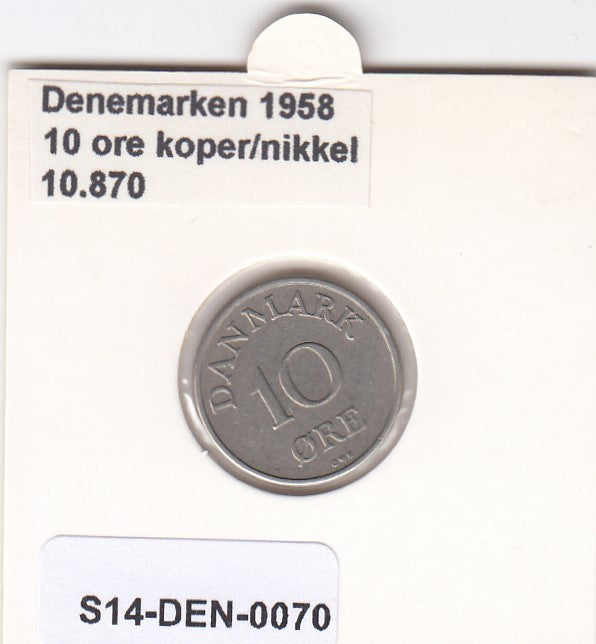 Denemarken 1958
10 ore koper/nikkel
10.870
DANMARK
10
ØRE
S14-DEN-0070